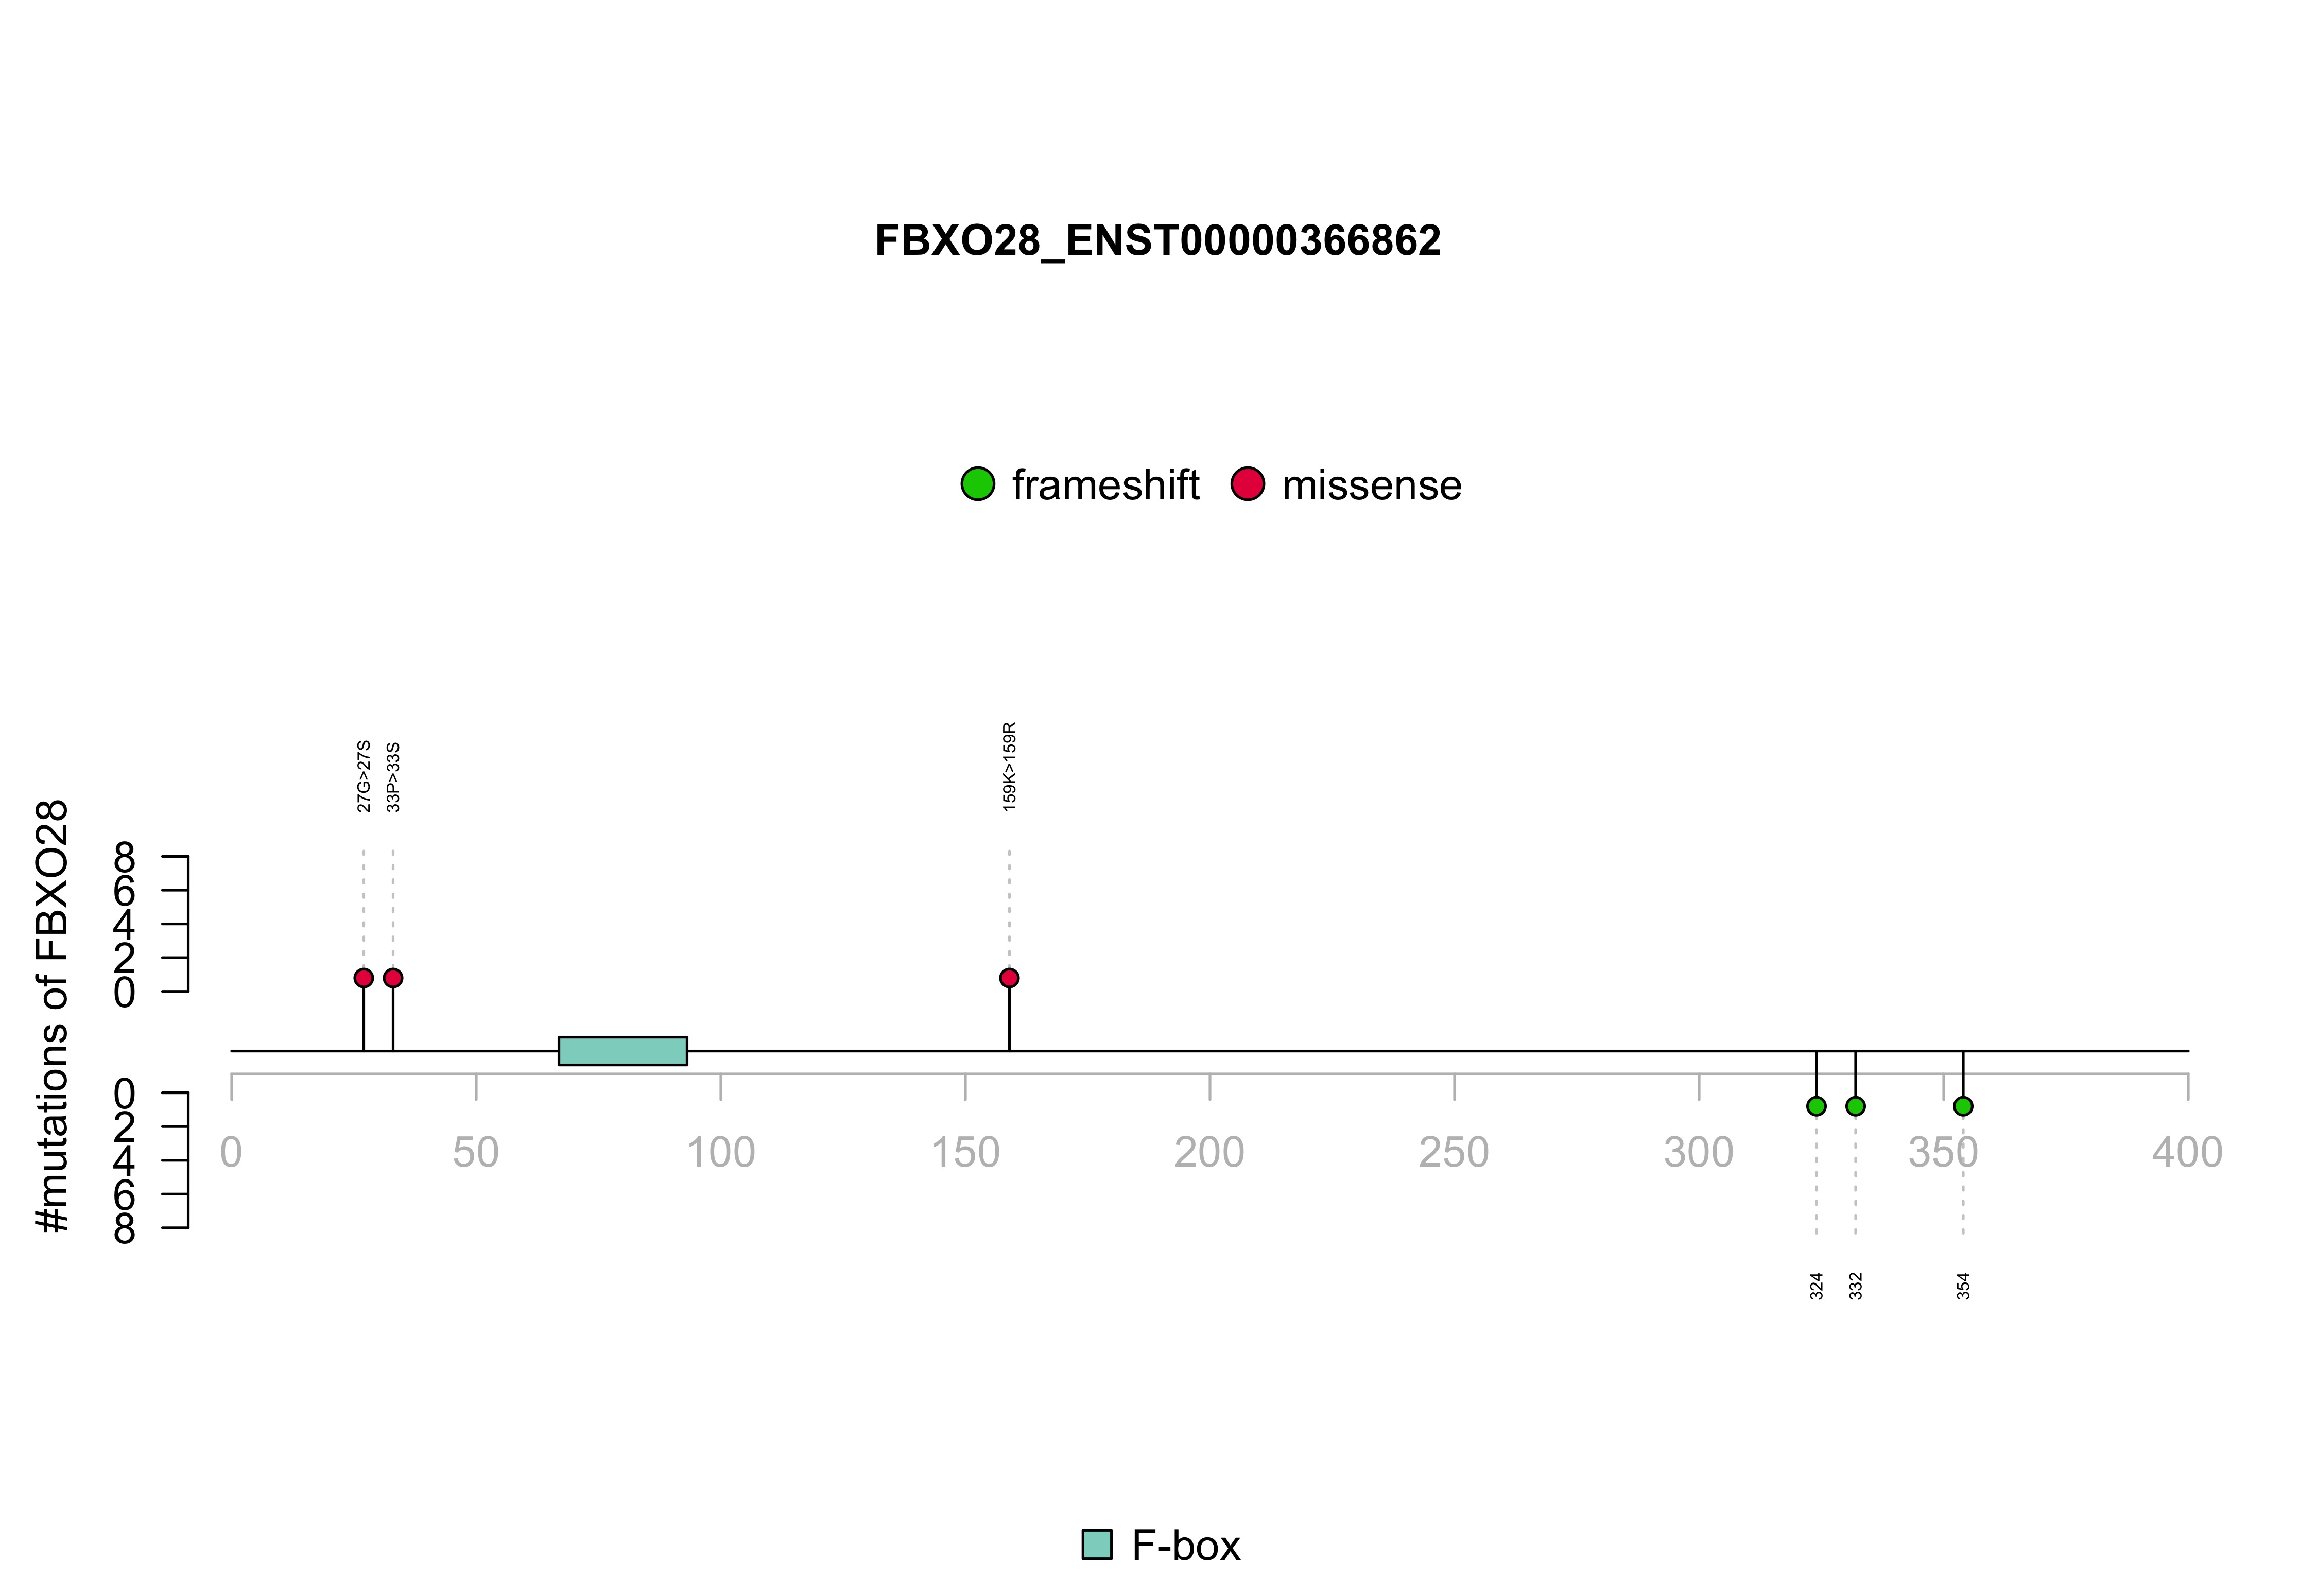 FBXO28_ENST00000366862
frameshift missense
27G>27S 33P>33S 159K>159R
#mutations of FBXO28
8
6
4
2
0
0
2
4
6
8
0 50 100 150 200 250 300 350 400
324 332 354
F-box